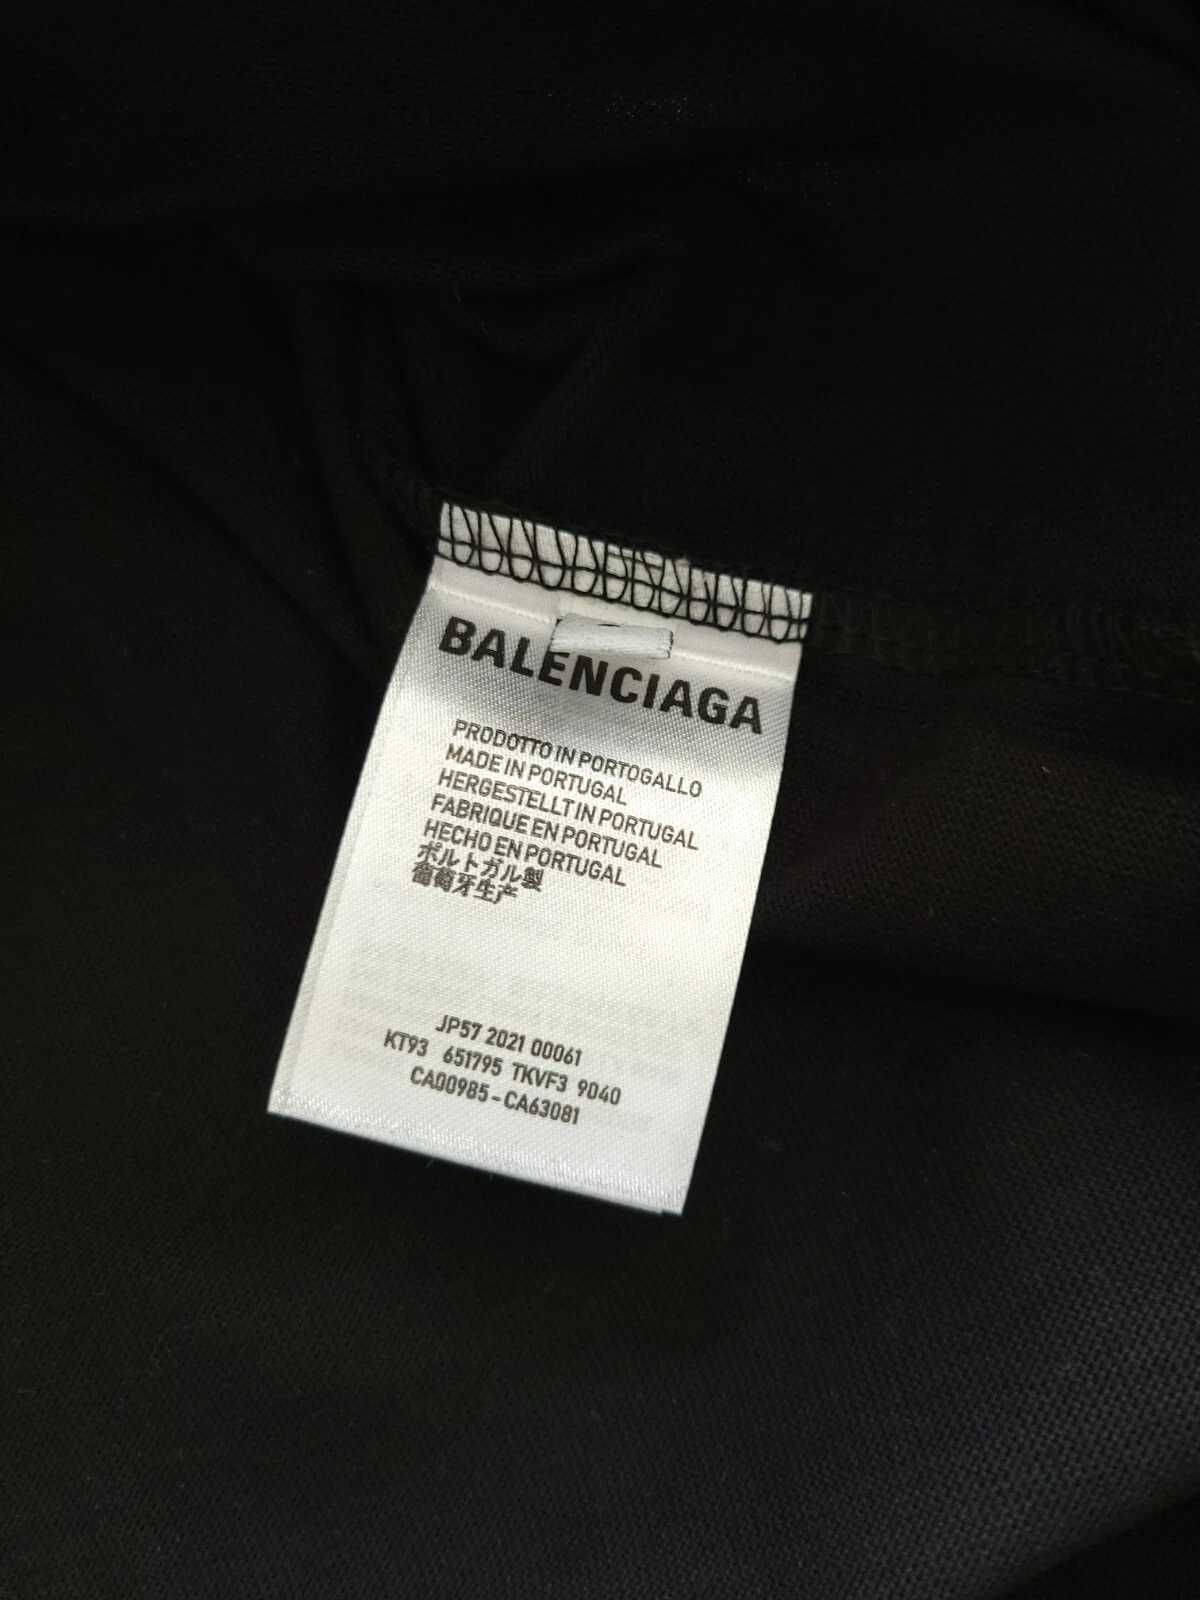 BALENCIAGA
PRODOTTO IN PORTOGALLO
MADE IN PORTUGAL
HERGESTELLT IN PORTUGAL
FABRIQUE EN PORTUGAL
HECHO EN PORTUGAL
ポルトガル製
葡萄牙生产
JP57 2021 00061
KT93 651795 TKVF3 9040
CA00985-CA63081